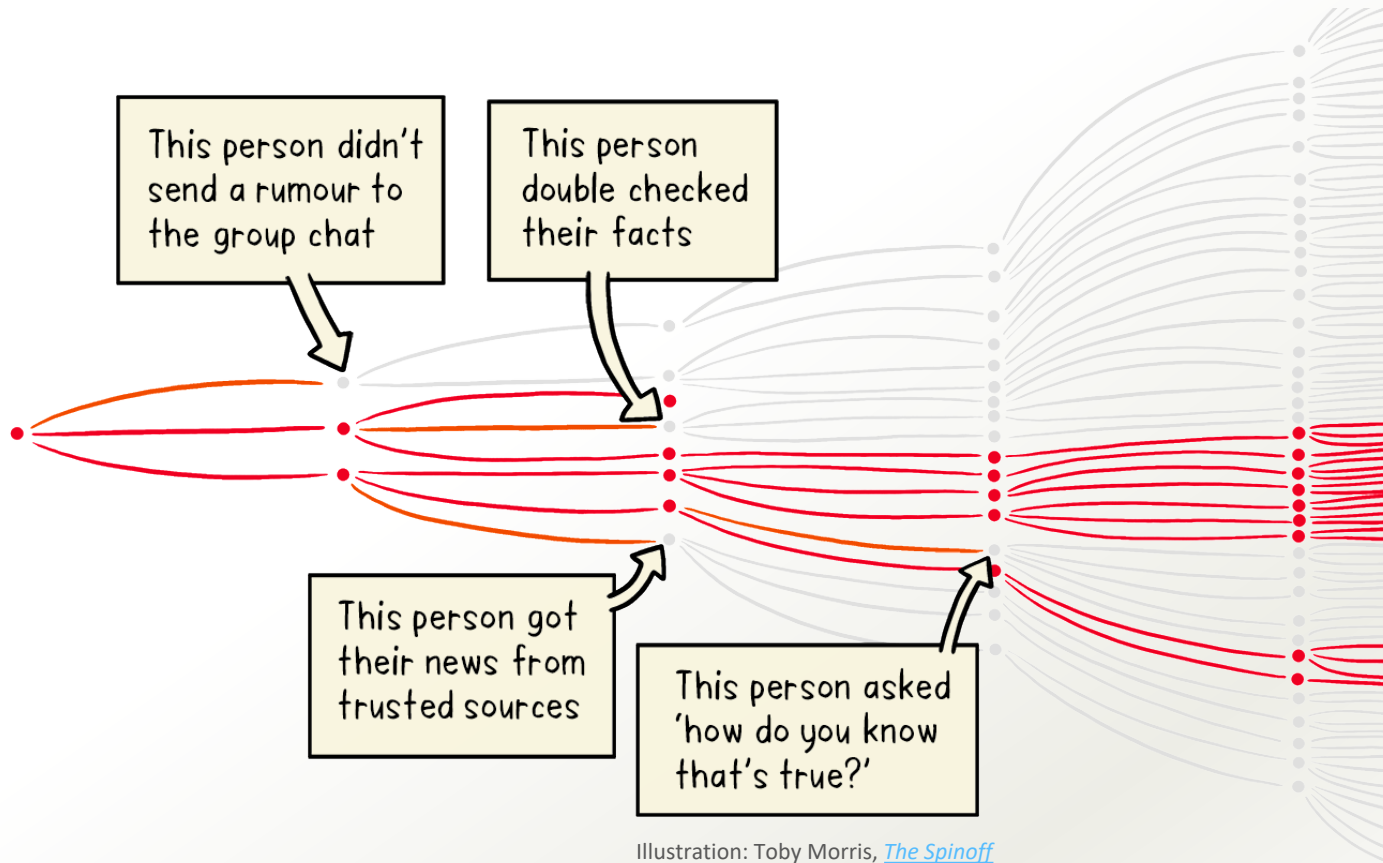 This person didn't
send a rumour to
the group chat
This person
double checked
their facts
This person got
their news from
trusted sources
This person asked
'how do you know
that's true?'
Illustration: Toby Morris, The Spinoff